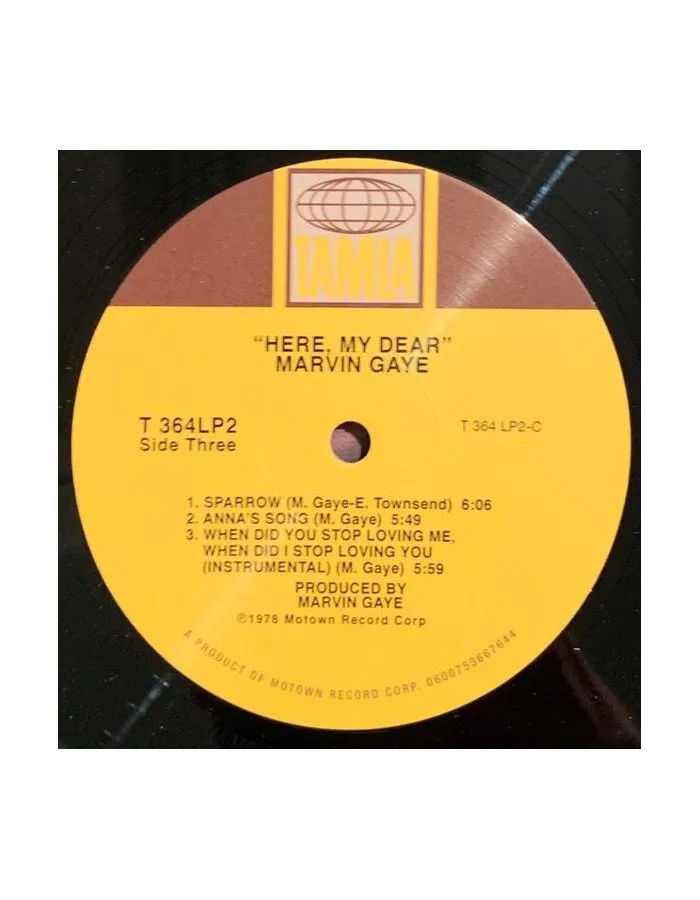 TAMLA
"HERE, MY DEAR"
MARVIN GAYE
T 364LP2
Side Three
T 364 LP2-C
1. SPARROW (M. Gaye-E. Townsend) 6:06
2. ANNA'S SONG (M. Gaye) 5:49
3. WHEN DID YOU STOP LOVING ME,
WHEN DID I STOP LOVING YOU
(INSTRUMENTAL) (M. Gaye) 5:59
PRODUCED BY
MARVIN GAYE
℗1978 Motown Record Corp
A PRODUCT OF MOTOWN RECORD CORP. 0600753667644